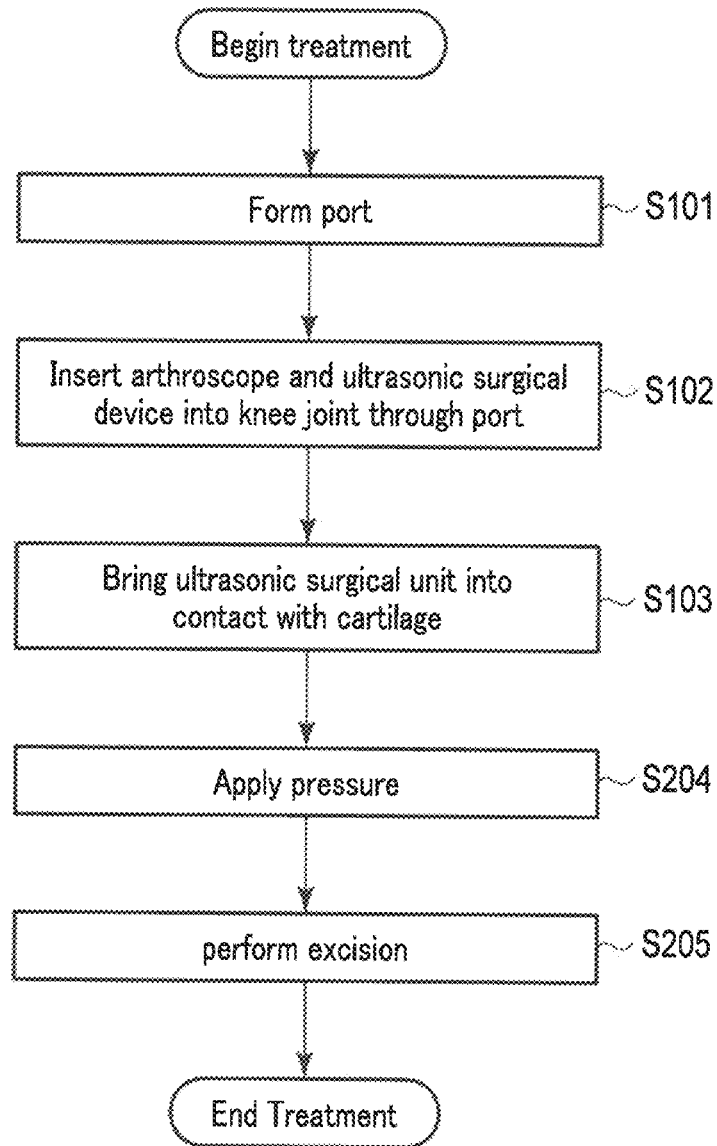 Begin treatment
Form port
S101
Insert arthroscope and ultrasonic surgical
device into knee joint through port
S102
Bring ultrasonic surgical unit into
contact with cartilage
S103
Apply pressure
S204
perform excision
S205
End Treatment